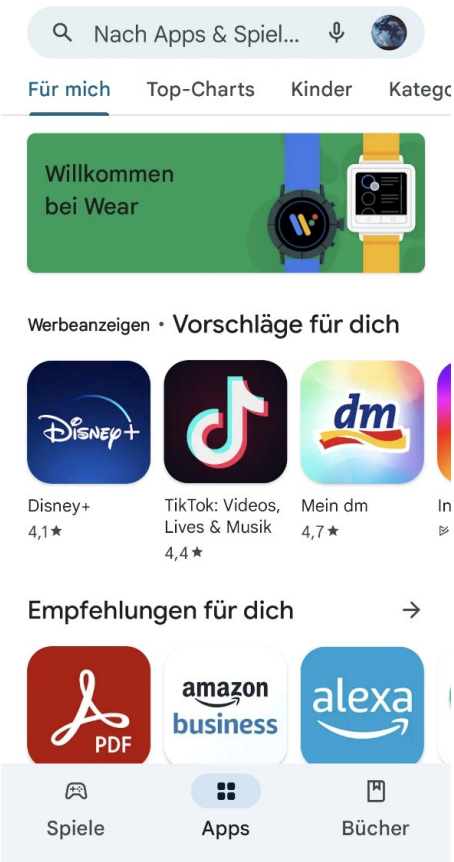 Nach Apps & Spiel...
Für mich Top-Charts Kinder Katego
Willkommen
bei Wear
Werbeanzeigen • Vorschläge für dich
Disney+
dm
Disney+ TikTok: Videos, Mein dm In
Lives & Musik
4,1★ 4,7★
4,4★
Empfehlungen für dich
PDF
amazon
business
alexa
Spiele Apps Bücher